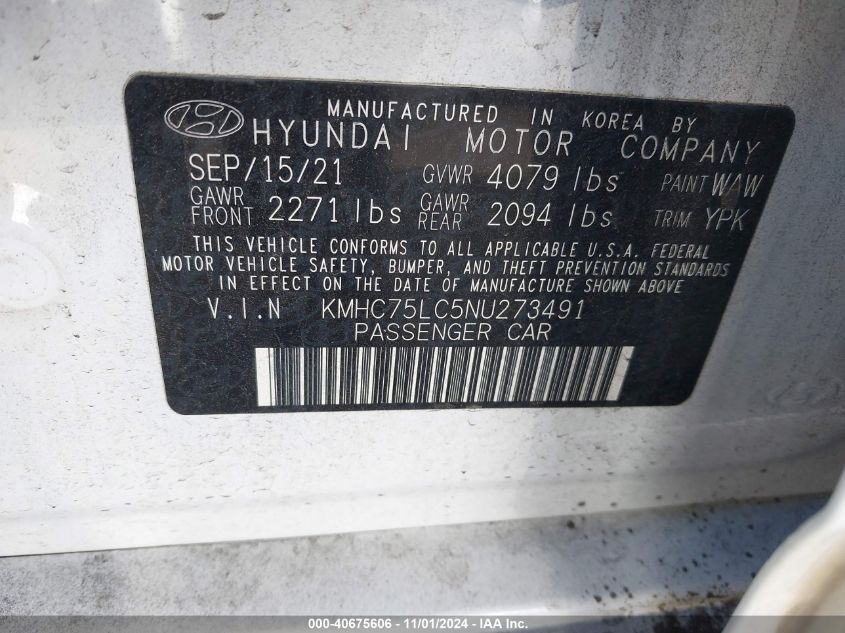 MANUFACTURED IN KOREA BY
HYUNDAI MOTOR COMPANY
SEP/15/21 GVWR 4079 lbs PAINT WAW
GAWR FRONT 2271 lbs GAWR REAR 2094 lbs TRIM YPK
THIS VEHICLE CONFORMS TO ALL APPLICABLE U.S.A. FEDERAL
MOTOR VEHICLE SAFETY, BUMPER, AND THEFT PREVENTION STANDARDS
IN EFFECT ON THE DATE OF MANUFACTURE SHOWN ABOVE
V.I.N KMHC75LC5NU273491
PASSENGER CAR
000-40675606 - 11/01/2024 - IAAI Inc.